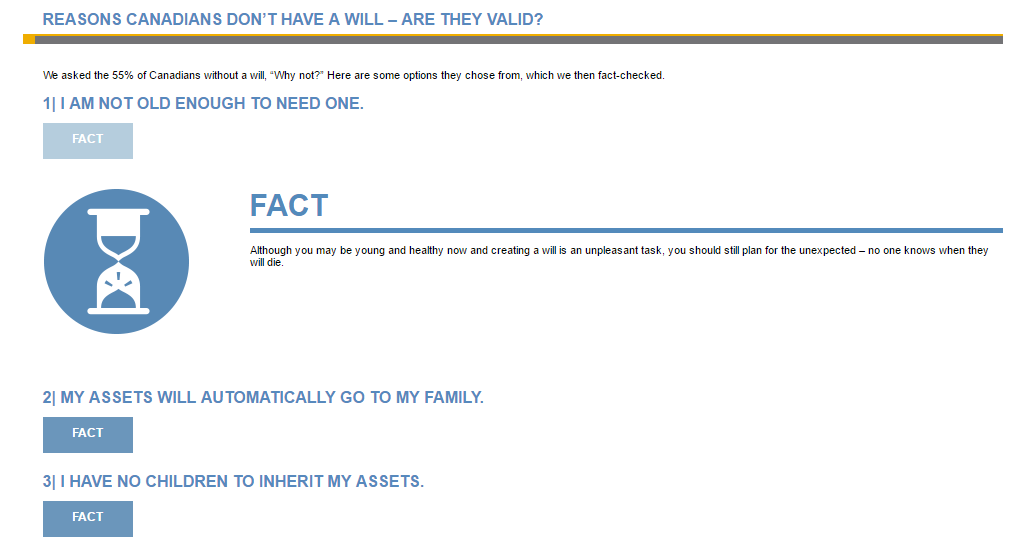 REASONS CANADIANS DON'T HAVE A WILL – ARE THEY VALID?
We asked the 55% of Canadians without a will, “Why not?” Here are some options they chose from, which we then fact-checked.
1| I AM NOT OLD ENOUGH TO NEED ONE.
FACT
FACT
Although you may be young and healthy now and creating a will is an unpleasant task, you should still plan for the unexpected – no one knows when they
will die.
2| MY ASSETS WILL AUTOMATICALLY GO TO MY FAMILY.
FACT
3| I HAVE NO CHILDREN TO INHERIT MY ASSETS.
FACT